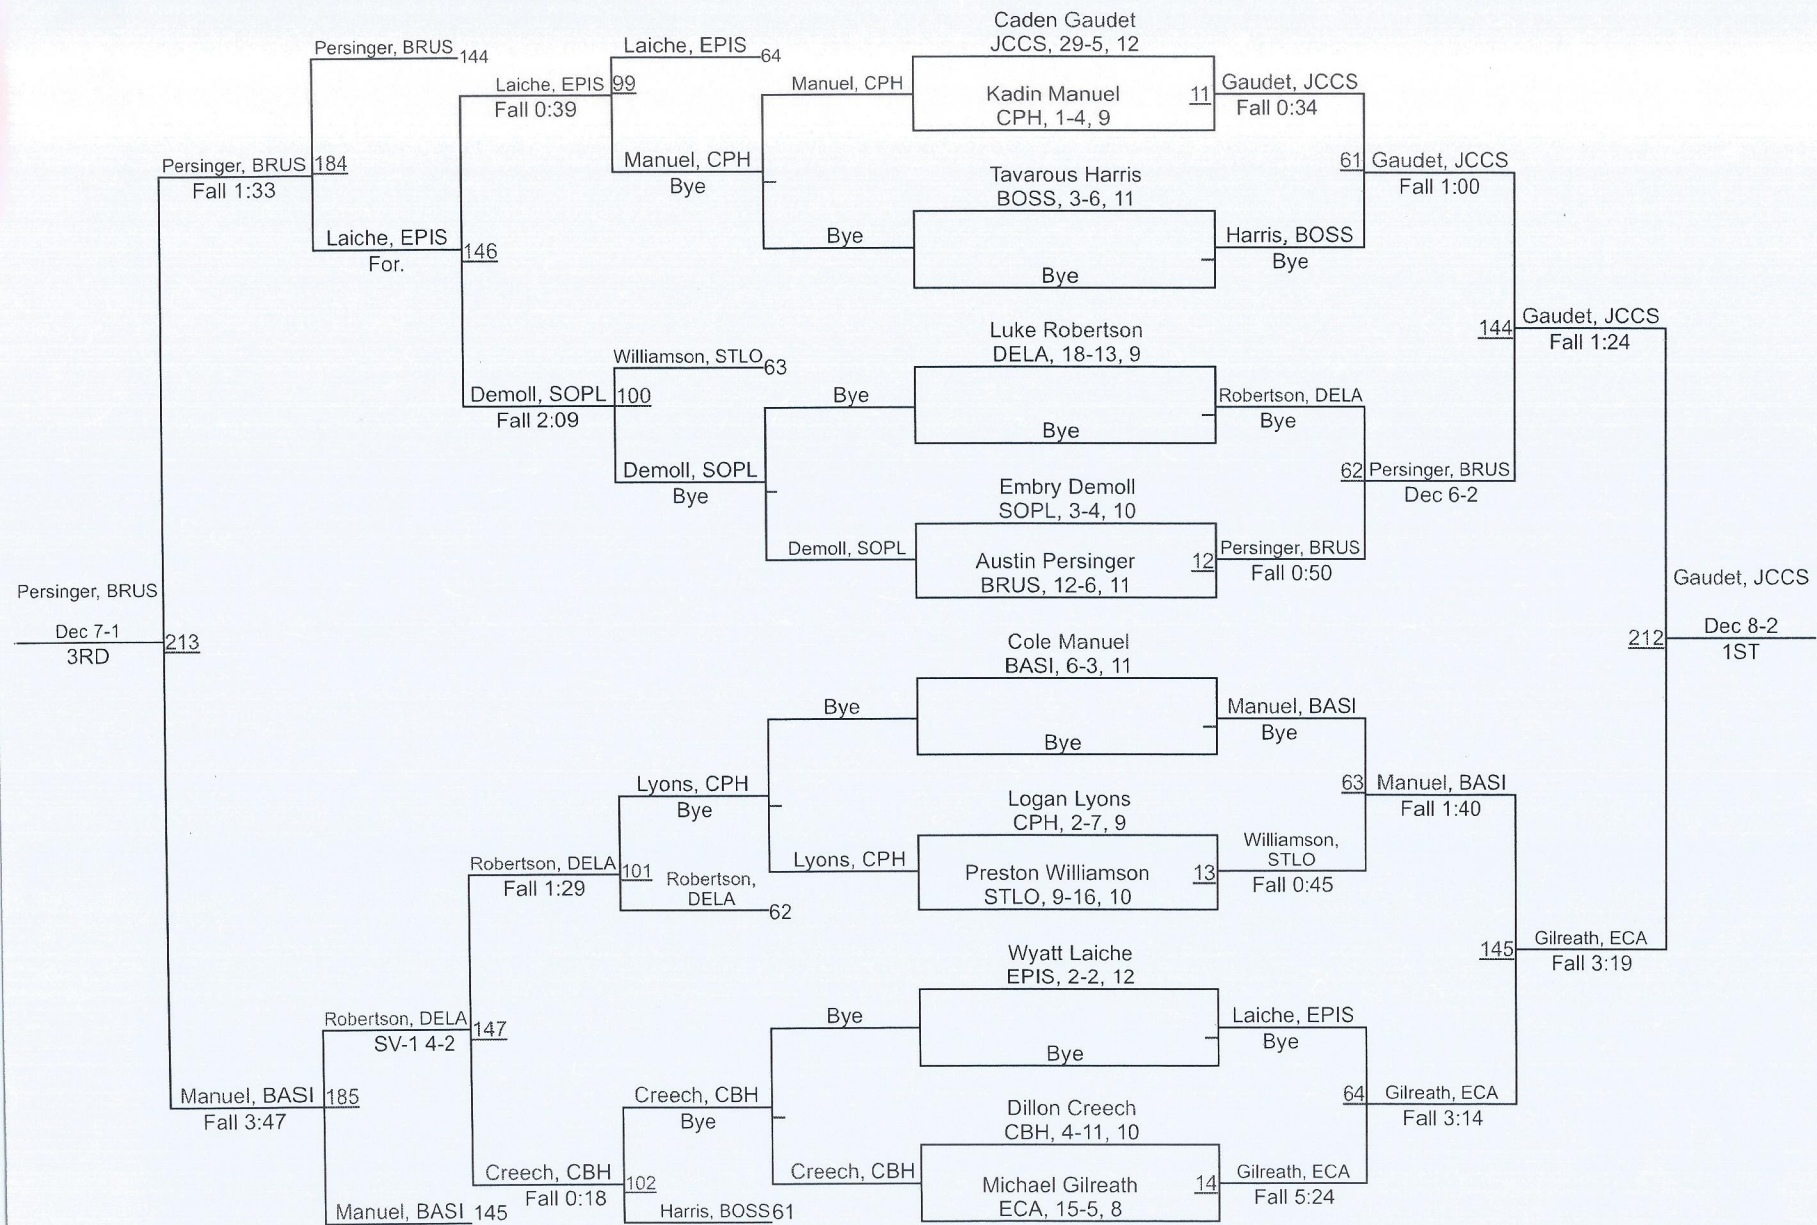 Persinger, BRUS
144
Laiche, EPIS
64
Laiche, EPIS
99
Fall 0:39
Manuel, CPH
Manuel, CPH
Bye
Persinger, BRUS
184
Fall 1:33
Laiche, EPIS
For.
146
Bye
Williamson, STLO
63
Demoll, SOPL
100
Fall 2:09
Bye
Demoll, SOPL
Bye
Demoll, SOPL
Persinger, BRUS
Dec 7-1
3RD
213
Bye
Lyons, CPH
Bye
Lyons, CPH
Robertson, DELA
101
Fall 1:29
Robertson,
DELA
62
Robertson, DELA
147
SV-1 4-2
Bye
Manuel, BASI
185
Fall 3:47
Creech, CBH
Bye
Creech, CBH
Creech, CBH
102
Fall 0:18
Manuel, BASI
145
Harris, BOSS
61
Caden Gaudet
JCCS, 29-5, 12
Kadin Manuel
CPH, 1-4, 9
11
Tavarous Harris
BOSS, 3-6, 11
Bye
Luke Robertson
DELA, 18-13, 9
Bye
Embry Demoll
SOPL, 3-4, 10
Austin Persinger
BRUS, 12-6, 11
12
Cole Manuel
BASI, 6-3, 11
Bye
Logan Lyons
CPH, 2-7, 9
Preston Williamson
STLO, 9-16, 10
13
Wyatt Laiche
EPIS, 2-2, 12
Bye
Dillon Creech
CBH, 4-11, 10
Michael Gilreath
ECA, 15-5, 8
14
Gaudet, JCCS
Fall 0:34
61
Gaudet, JCCS
Fall 1:00
Harris, BOSS
Bye
144
Gaudet, JCCS
Fall 1:24
Robertson, DELA
Bye
62
Persinger, BRUS
Dec 6-2
Persinger, BRUS
Fall 0:50
Gaudet, JCCS
212
Dec 8-2
1ST
Manuel, BASI
Bye
63
Manuel, BASI
Fall 1:40
Williamson,
STLO
Fall 0:45
145
Gilreath, ECA
Fall 3:19
Laiche, EPIS
Bye
64
Gilreath, ECA
Fall 3:14
Gilreath, ECA
Fall 5:24